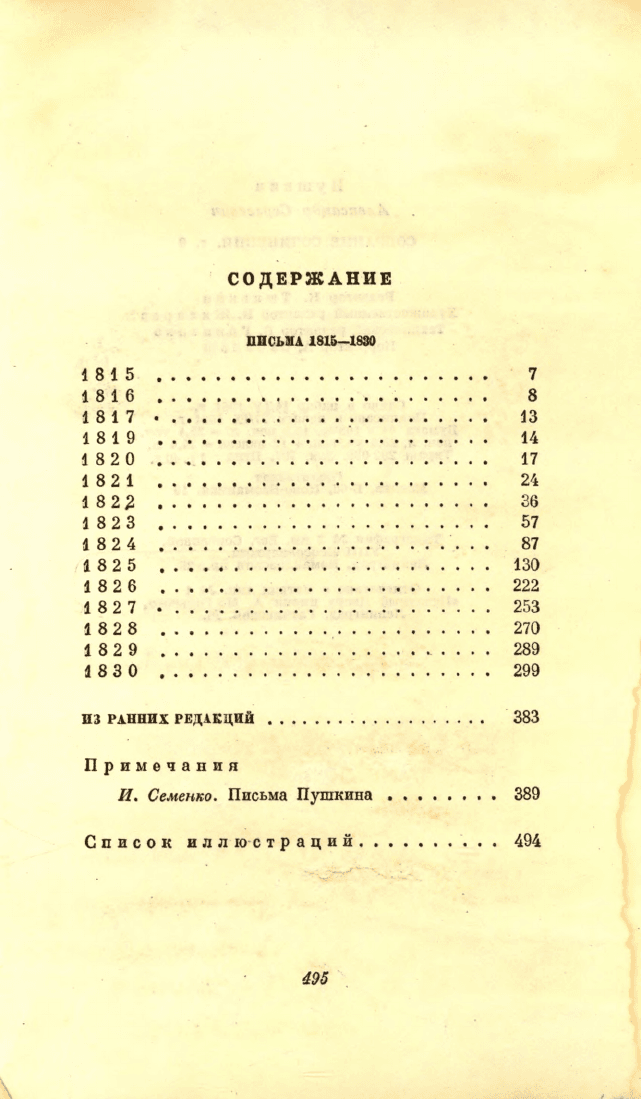 СОДЕРЖАНИЕ
ПИСЬМА 1815—1830
1815 . . . . . . . . . . . . . . . . . . . . . . . 7
1816 . . . . . . . . . . . . . . . . . . . . . . . 8
1817 . . . . . . . . . . . . . . . . . . . . . . . 13
1819 . . . . . . . . . . . . . . . . . . . . . . . 14
1820 . . . . . . . . . . . . . . . . . . . . . . . 17
1821 . . . . . . . . . . . . . . . . . . . . . . . 24
1822 . . . . . . . . . . . . . . . . . . . . . . . 36
1823 . . . . . . . . . . . . . . . . . . . . . . . 57
1824 . . . . . . . . . . . . . . . . . . . . . . . 87
1825 . . . . . . . . . . . . . . . . . . . . . . . 130
1826 . . . . . . . . . . . . . . . . . . . . . . . 222
1827 . . . . . . . . . . . . . . . . . . . . . . . 253
1828 . . . . . . . . . . . . . . . . . . . . . . . 270
1829 . . . . . . . . . . . . . . . . . . . . . . . 289
1830 . . . . . . . . . . . . . . . . . . . . . . . 299
ИЗ РАННИХ РЕДАКЦИЙ . . . . . . . . . . . . . . . 383
Примечания
И. Семенко. Письма Пушкина . . . . . . . . 389
Список иллюстраций . . . . . . . . . . 494
495